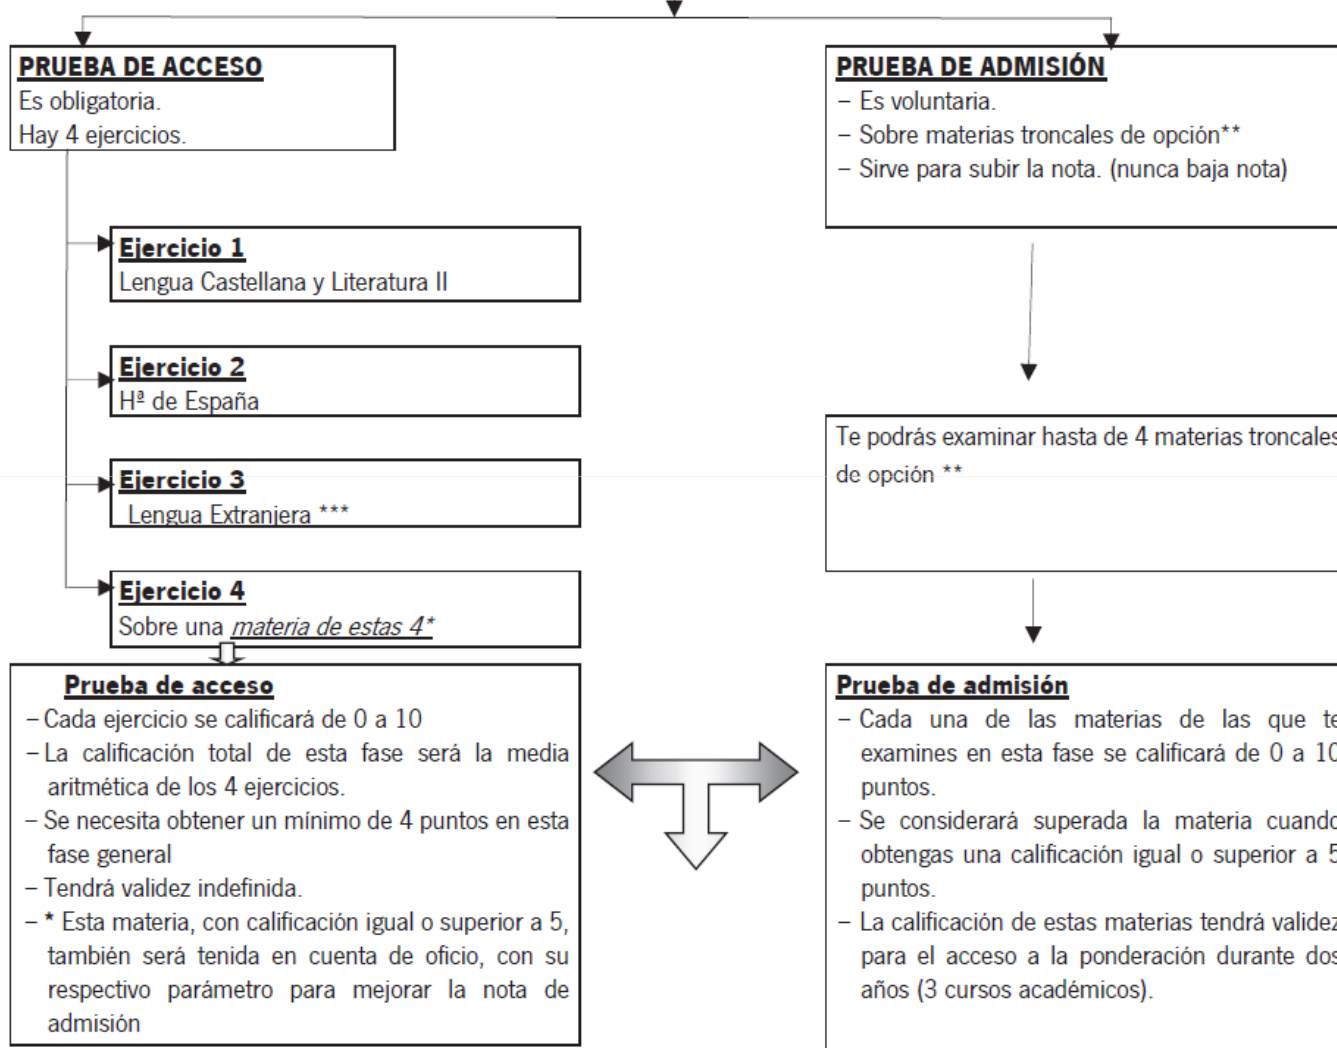 PRUEBA DE ACCESO
Es obligatoria.
Hay 4 ejercicios.
Ejercicio 1
Lengua Castellana y Literatura II
Ejercicio 2
Hª de España
Ejercicio 3
Lengua Extranjera ***
Ejercicio 4
Sobre una materia de estas 4*
Prueba de acceso
– Cada ejercicio se calificará de 0 a 10
– La calificación total de esta fase será la media
aritmética de los 4 ejercicios.
– Se necesita obtener un mínimo de 4 puntos en esta
fase general
– Tendrá validez indefinida.
– * Esta materia, con calificación igual o superior a 5,
también será tenida en cuenta de oficio, con su
respectivo parámetro para mejorar la nota de
admisión
PRUEBA DE ADMISIÓN
– Es voluntaria.
– Sobre materias troncales de opción**
– Sirve para subir la nota. (nunca baja nota)
Te podrás examinar hasta de 4 materias troncales
de opción **
Prueba de admisión
– Cada una de las materias de las que te
examines en esta fase se calificará de 0 a 10
puntos.
– Se considerará superada la materia cuando
obtengas una calificación igual o superior a 5
puntos.
– La calificación de estas materias tendrá validez
para el acceso a la ponderación durante dos
años (3 cursos académicos).